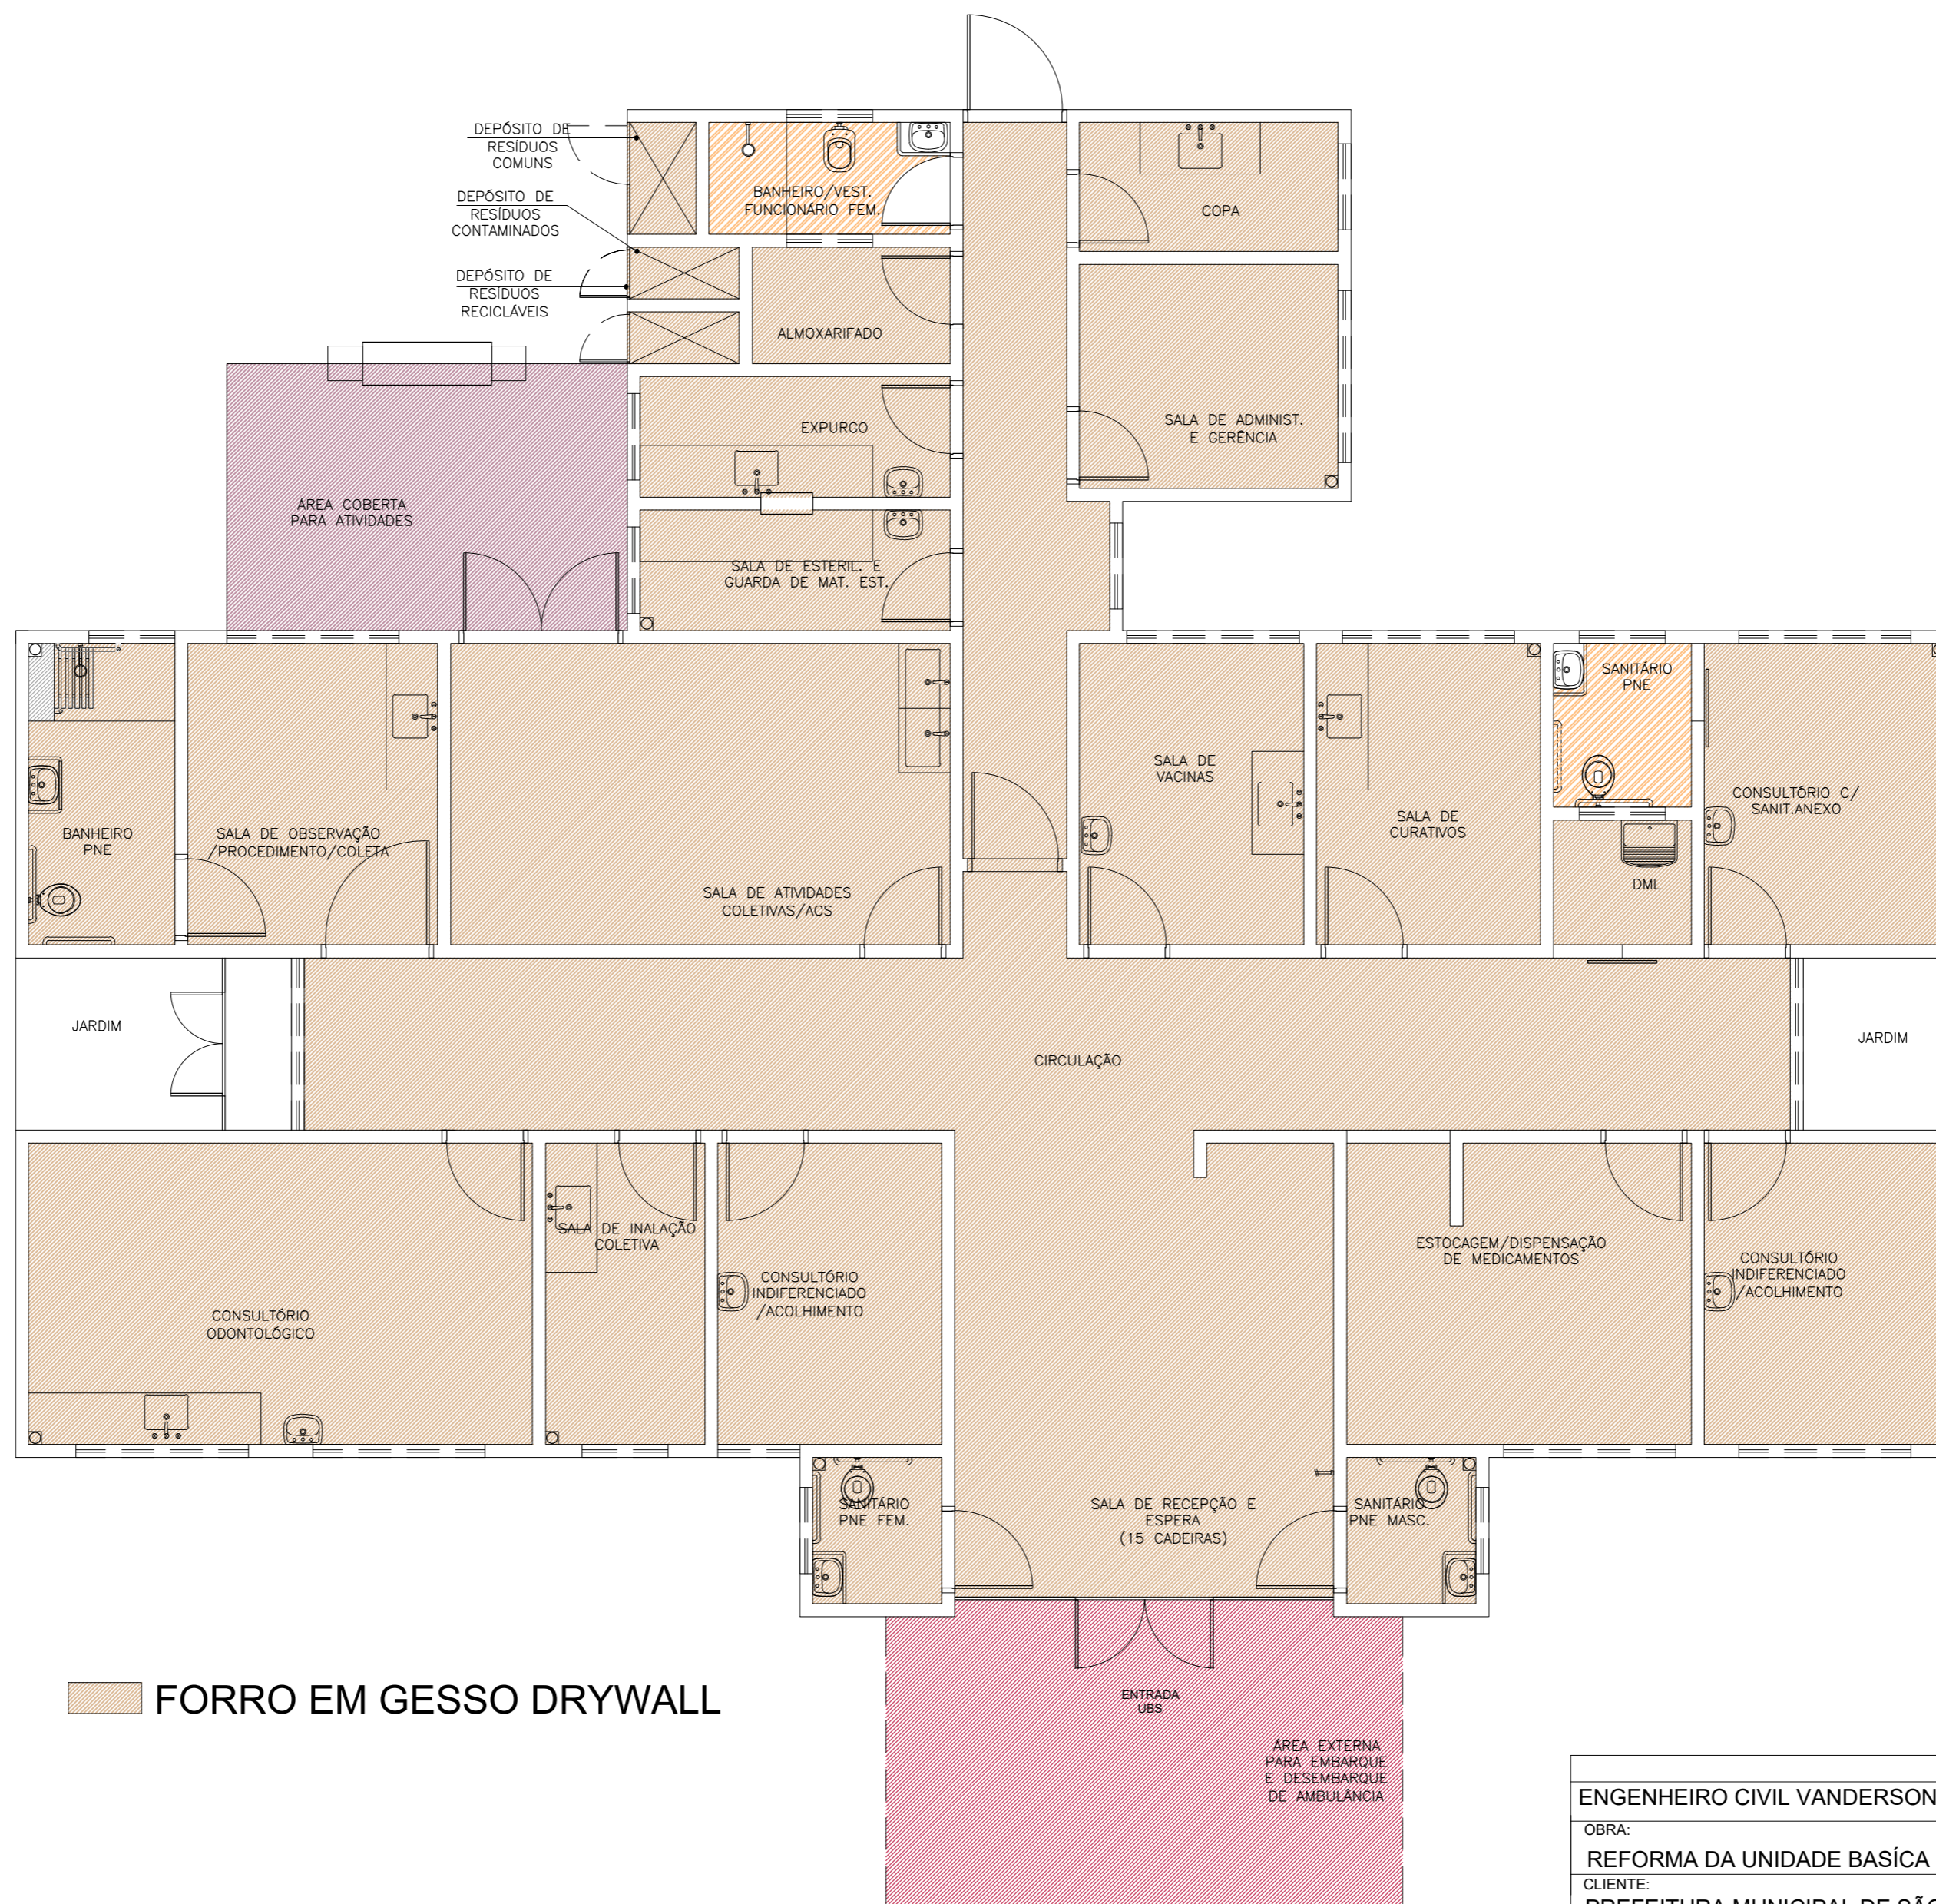 DEPÓSITO DE
RESÍDUOS
COMUNS
DEPÓSITO DE
RESÍDUOS
CONTAMINADOS
DEPÓSITO DE
RESÍDUOS
RECICLÁVEIS
BANHEIRO/VEST.
FUNCIONÁRIO FEM.
COPA
ALMOXARIFADO
EXPURGO
SALA DE ADMINIST.
E GERÊNCIA
ÁREA COBERTA
PARA ATIVIDADES
SALA DE ESTERIL. E
GUARDA DE MAT. EST.
SANITÁRIO
PNE
SALA DE
VACINAS
CONSULTÓRIO C/
SANIT.ANEXO
BANHEIRO
PNE
SALA DE OBSERVAÇÃO
/PROCEDIMENTO/COLETA
SALA DE
CURATIVOS
SALA DE ATIVIDADES
COLETIVAS/ACS
DML
JARDIM
CIRCULAÇÃO
JARDIM
SALA DE INALAÇÃO
COLETIVA
ESTOCAGEM/DISPENSAÇÃO
DE MEDICAMENTOS
CONSULTÓRIO
INDIFERENCIADO
/ACOLHIMENTO
CONSULTÓRIO
INDIFERENCIADO
/ACOLHIMENTO
CONSULTÓRIO
ODONTOLÓGICO
SANITÁRIO
PNE FEM.
SALA DE RECEPÇÃO E
ESPERA
(15 CADEIRAS)
SANITÁRIO
PNE MASC.
FORRO EM GESSO DRYWALL
ENTRADA
UBS
ÁREA EXTERNA
PARA EMBARQUE
E DESEMBARQUE
DE AMBULÂNCIA
ENGENHEIRO CIVIL VANDERSON
OBRA:
REFORMA DA UNIDADE BASÍCA
CLIENTE:
PREFEITURA MUNICIPAL DE SÃO